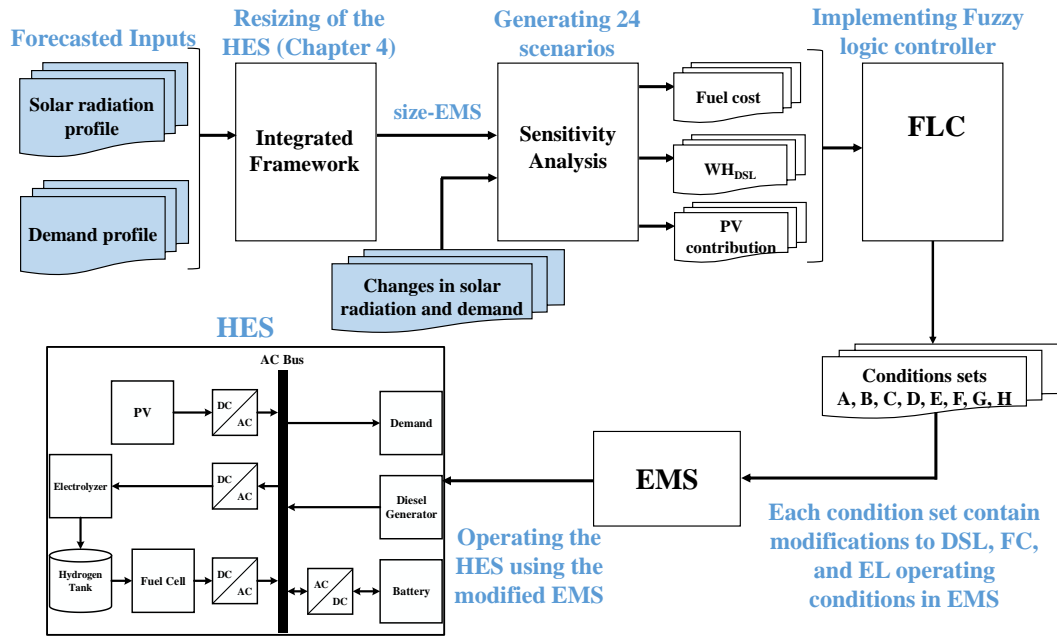 Forecasted Inputs
Solar radiation
profile
Demand profile
Resizing of the
HES (Chapter 4)
Integrated
Framework
size-EMS
Changes in solar
radiation and demand
Generating 24
scenarios
Sensitivity
Analysis
Fuel cost
WH_DSL
PV
contribution
Implementing Fuzzy
logic controller
FLC
Conditions sets
A, B, C, D, E, F, G, H
Each condition set contain
modifications to DSL, FC,
and EL operating
conditions in EMS
EMS
Operating the
HES using the
modified EMS
HES
AC Bus
PV
DC
AC
Demand
Electrolyzer
DC
AC
Diesel
Generator
Hydrogen
Tank
Fuel Cell
DC
AC
AC
DC
Battery